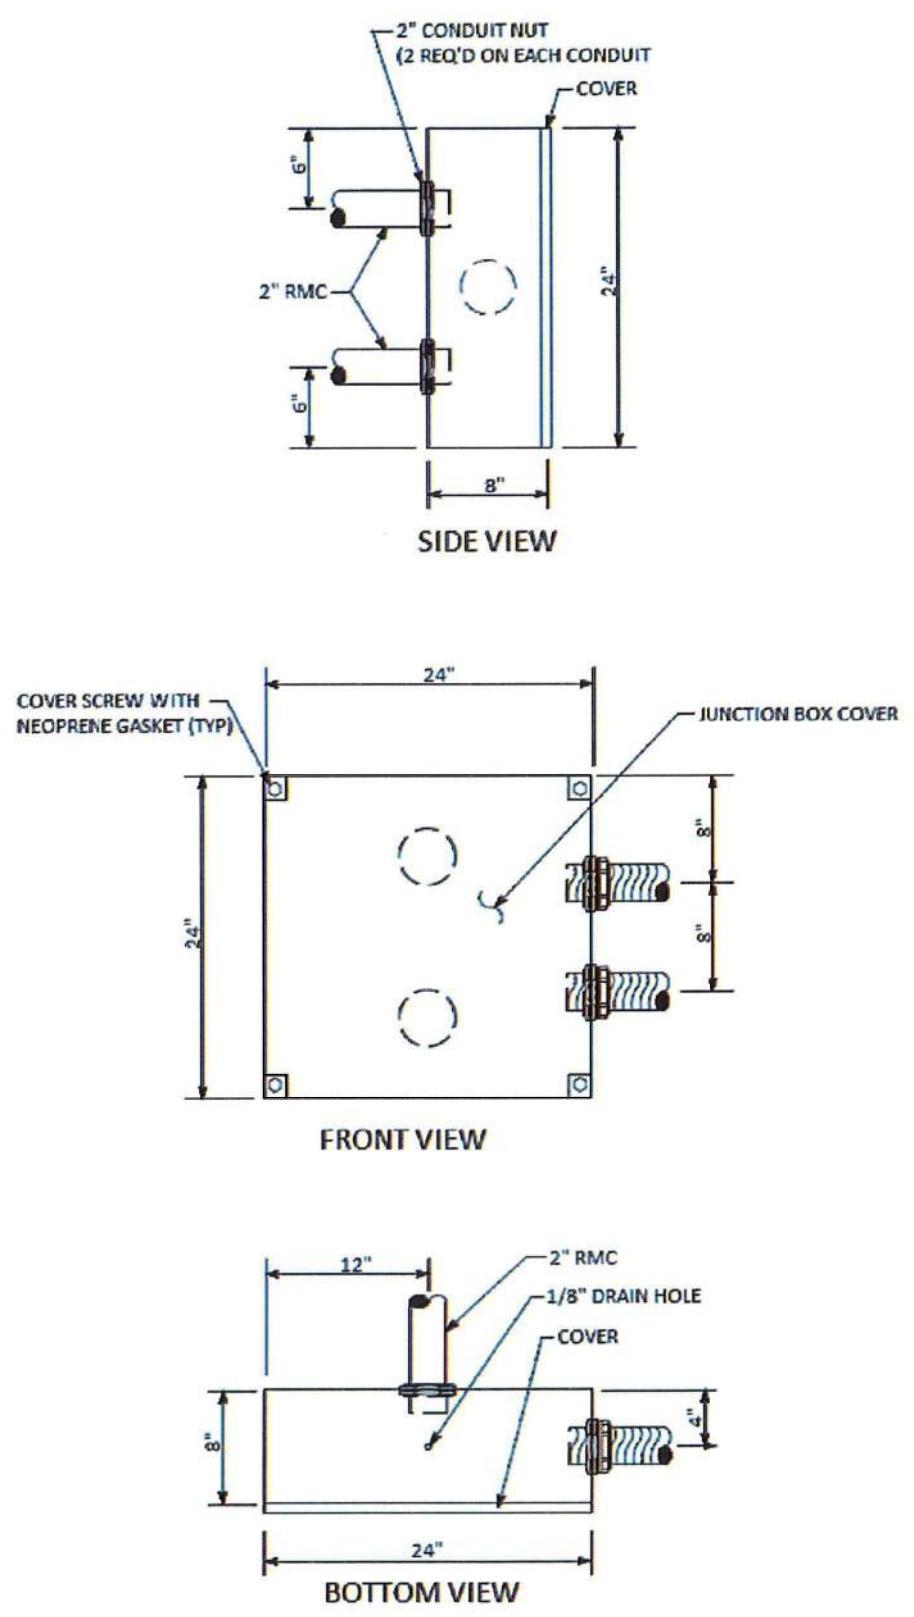 2" CONDUIT NUT
(2 REQ'D ON EACH CONDUIT
COVER
6"
2" RMC
24"
6"
8"
SIDE VIEW
24"
COVER SCREW WITH
NEOPRENE GASKET (TYP)
JUNCTION BOX COVER
8"
24"
8"
FRONT VIEW
12"
2" RMC
1/8" DRAIN HOLE
COVER
8"
4"
24"
BOTTOM VIEW